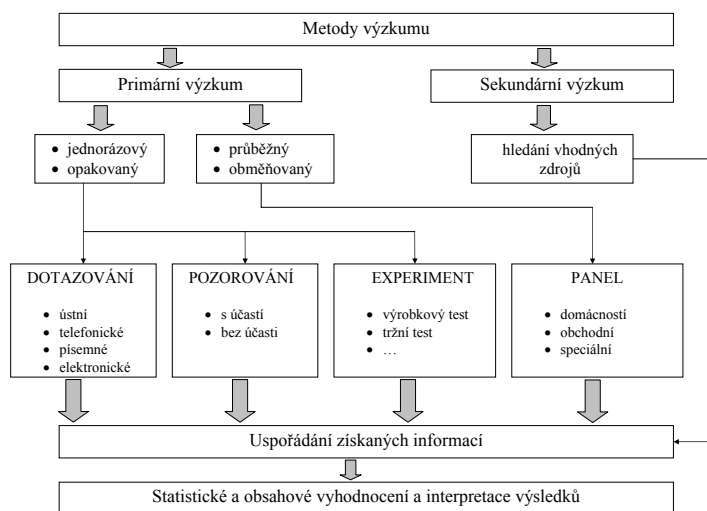 Metody výzkumu
Primární výzkum
Sekundární výzkum
• jednorázový
• opakovaný
• průběžný
• obměňovaný
hledání vhodných
zdrojů
DOTAZOVÁNÍ
• ústní
• telefonické
• písemné
• elektronické
POZOROVÁNÍ
• s účastí
• bez účasti
EXPERIMENT
• výrobkový test
• tržní test
• …
PANEL
• domácností
• obchodní
• speciální
Uspořádání získaných informací
Statistické a obsahové vyhodnocení a interpretace výsledků